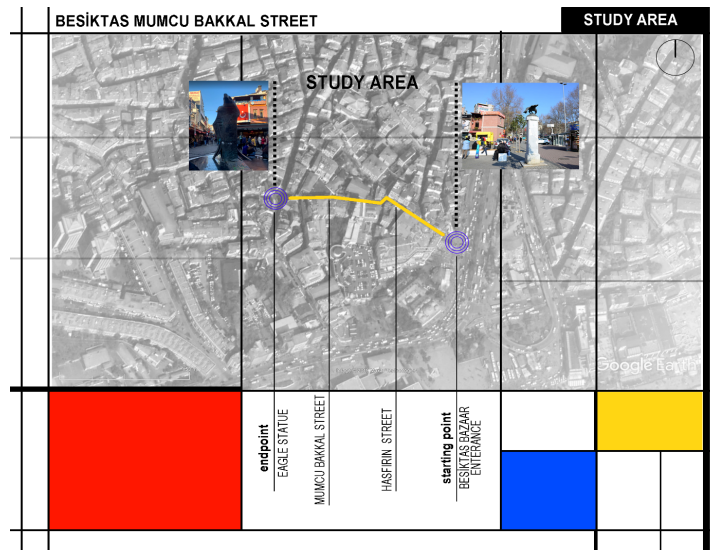 BESİKTAS MUMCU BAKKAL STREET
STUDY AREA
STUDY AREA
Google Earth
endpoint
EAGLE STATUE
MUMCU BAKKAL STREET
HASFIRIN STREET
starting point
BESİKTAS BAZAAR
ENTERANCE